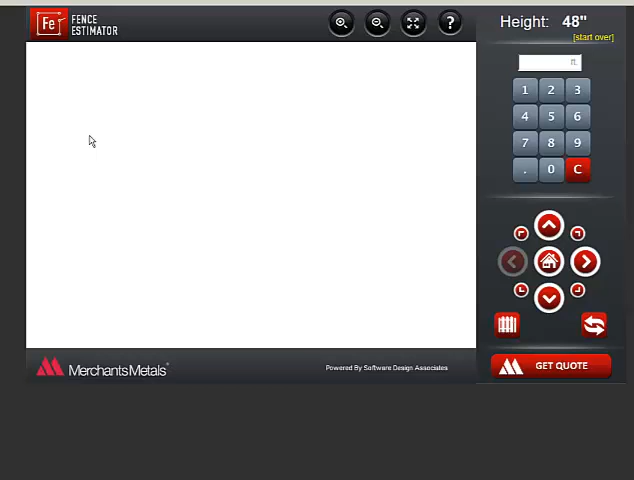 Fe
FENCE
ESTIMATOR
?
Height: 48"
[start over]
ft.
1 2 3
4 5 6
7 8 9
. 0 C
GET QUOTE
MerchantsMetals
Powered By Software Design Associates